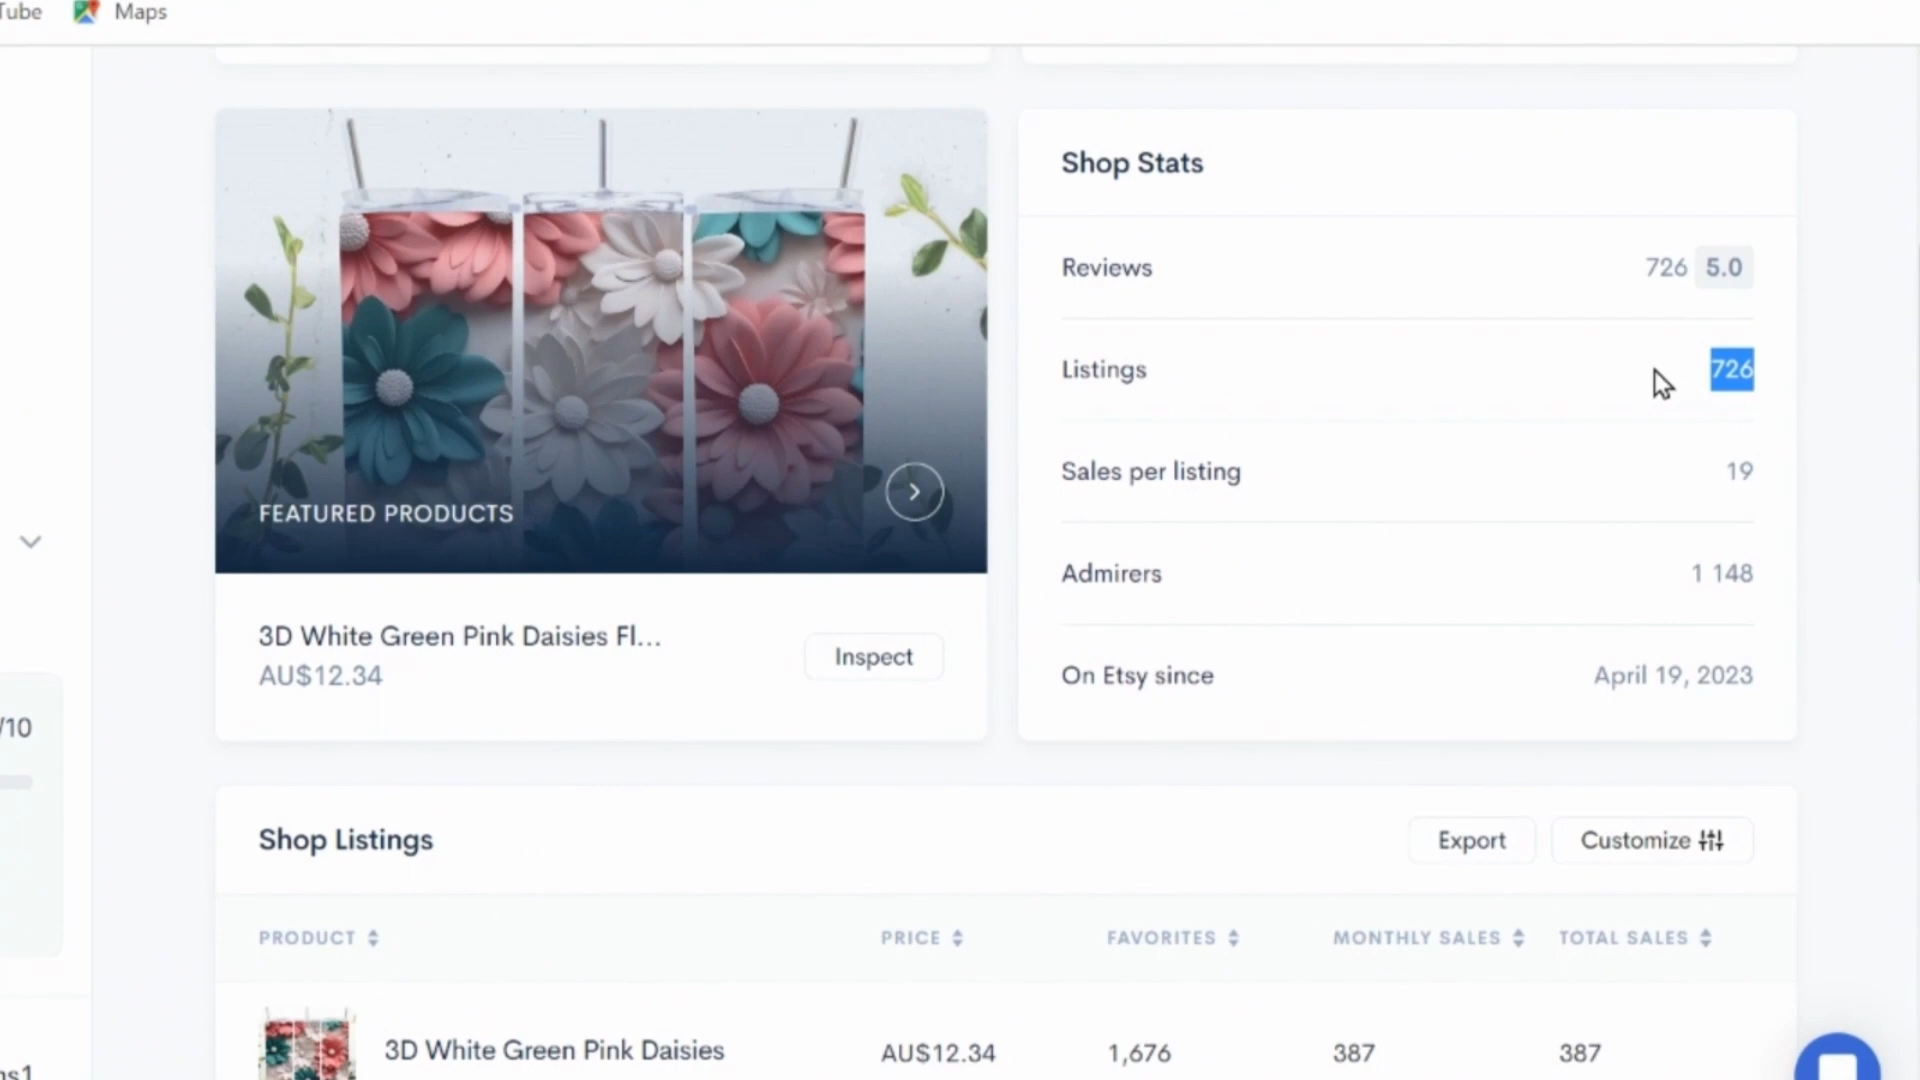 Tube Maps
Shop Stats
Reviews 726 5.0
Listings 726
Sales per listing 19
Admirers 1 148
On Etsy since April 19, 2023
FEATURED PRODUCTS
3D White Green Pink Daisies Fl...
AU$12.34
Inspect
/10
Shop Listings
Export Customize
PRODUCT PRICE FAVORITES MONTHLY SALES TOTAL SALES
3D White Green Pink Daisies AU$12.34 1,676 387 387
ns1